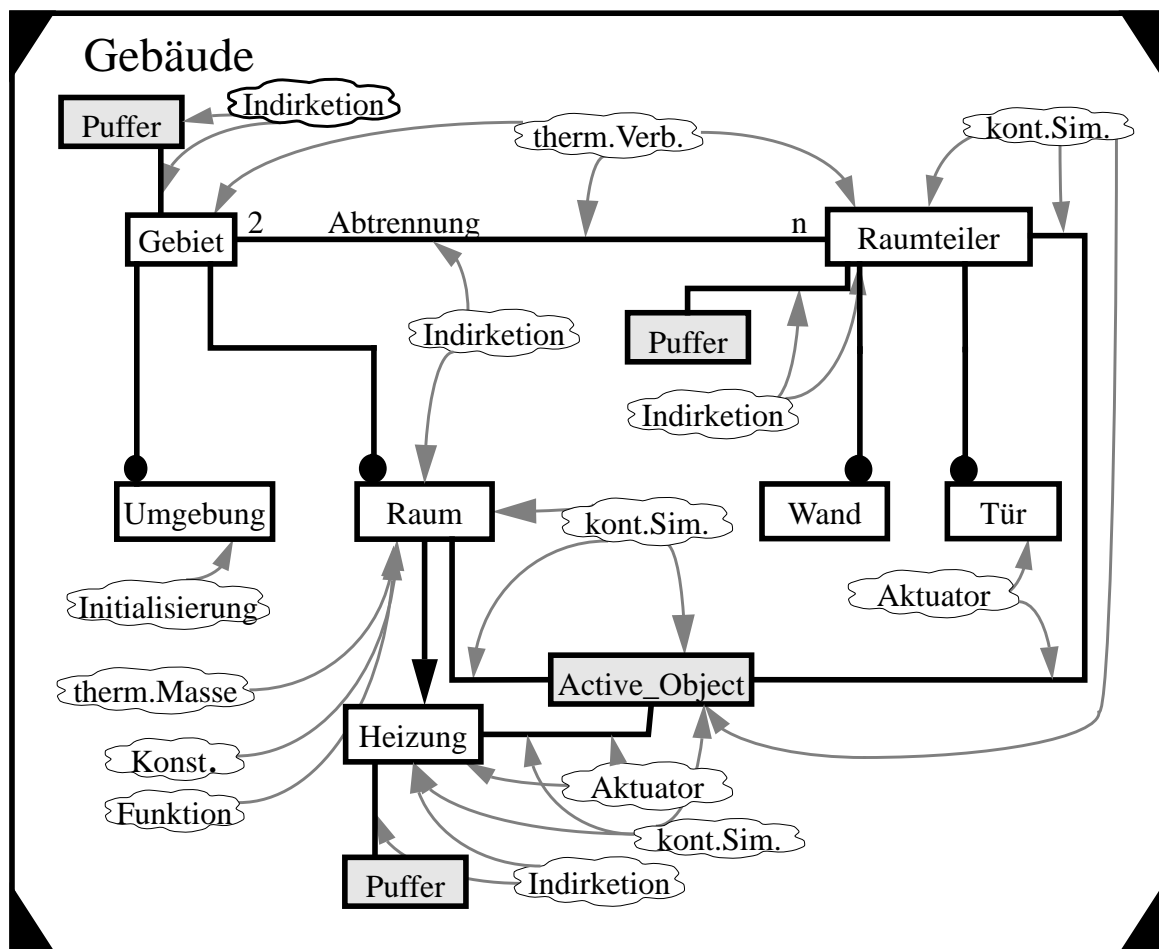 Gebäude
Indirketion
Puffer
therm.Verb.
kont.Sim.
2
Abtrennung
n
Gebiet
Raumteiler
Indirketion
Puffer
Indirketion
Umgebung
Raum
kont.Sim.
Wand
Tür
Initialisierung
Aktuator
therm.Masse
Active_Object
Heizung
Konst.
Aktuator
Funktion
kont.Sim.
Puffer
Indirketion